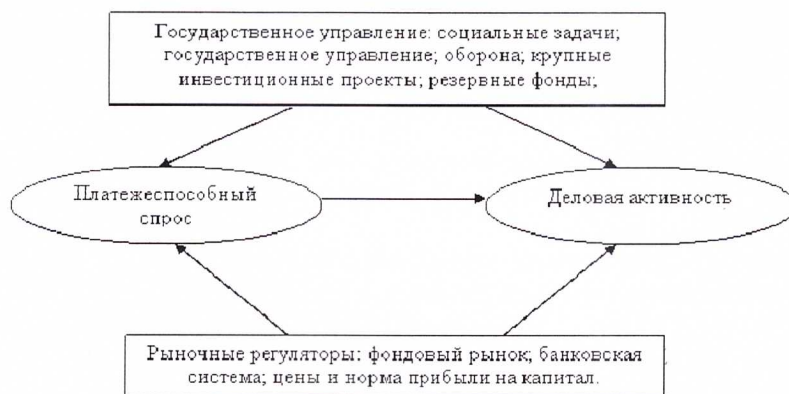 Государственное управление: социальные задачи;
государственное управление; оборона; крупные
инвестиционные проекты; резервные фонды;
Платежеспособный
спрос
Деловая активность
Рыночные регуляторы: фондовый рынок; банковская
система; цены и норма прибыли на капитал.